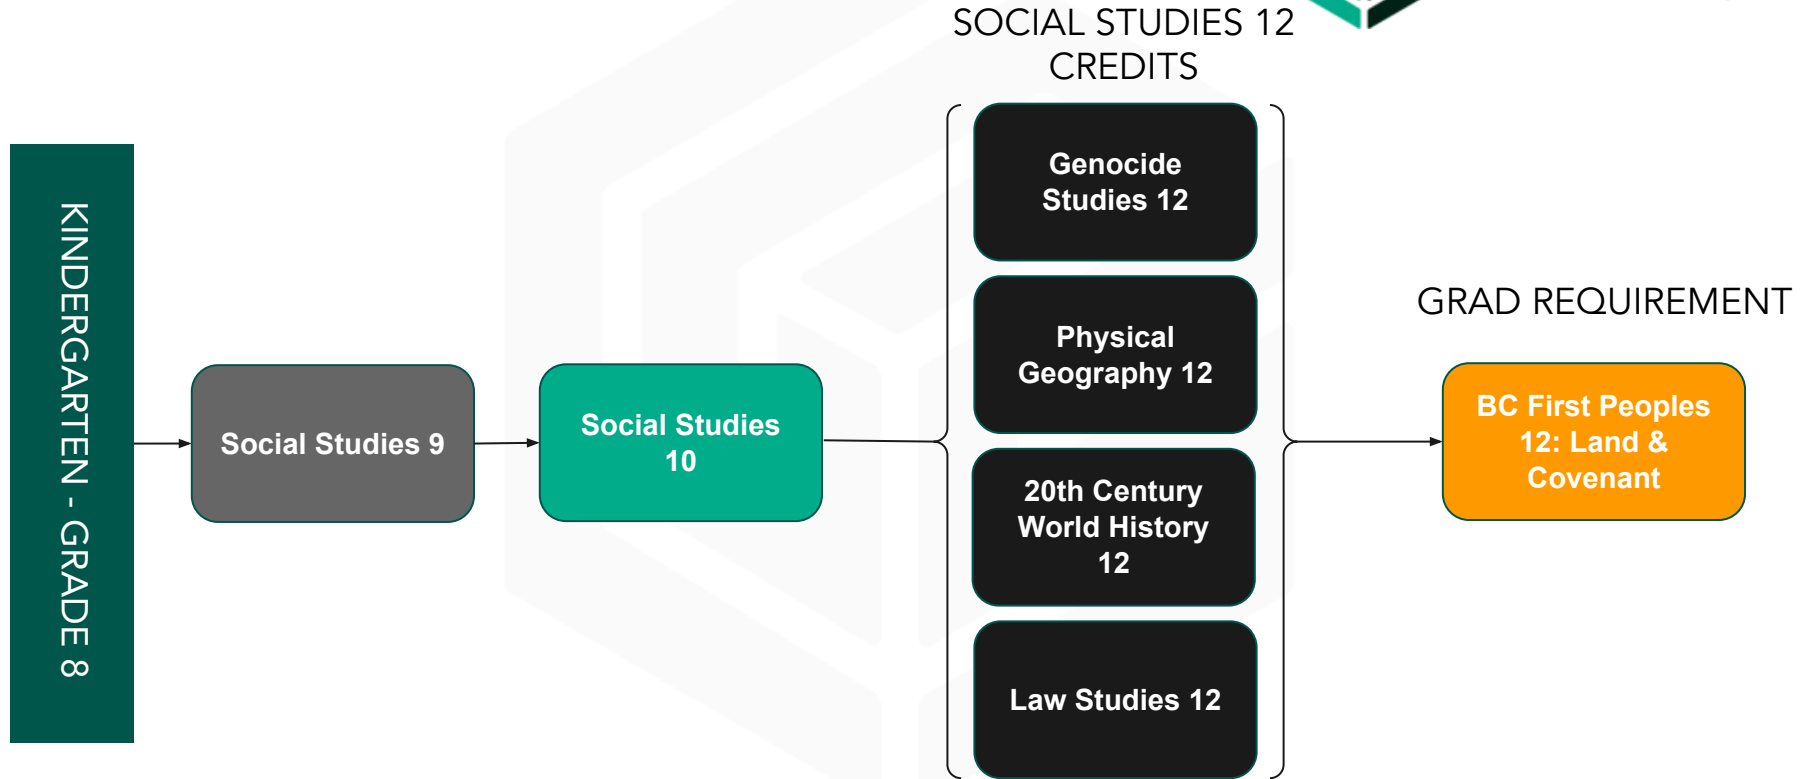 KINDERGARTEN - GRADE 8
Social Studies 9
Social Studies
10
SOCIAL STUDIES 12
CREDITS
Genocide
Studies 12
Physical
Geography 12
20th Century
World History
12
Law Studies 12
GRAD REQUIREMENT
BC First Peoples
12: Land &
Covenant